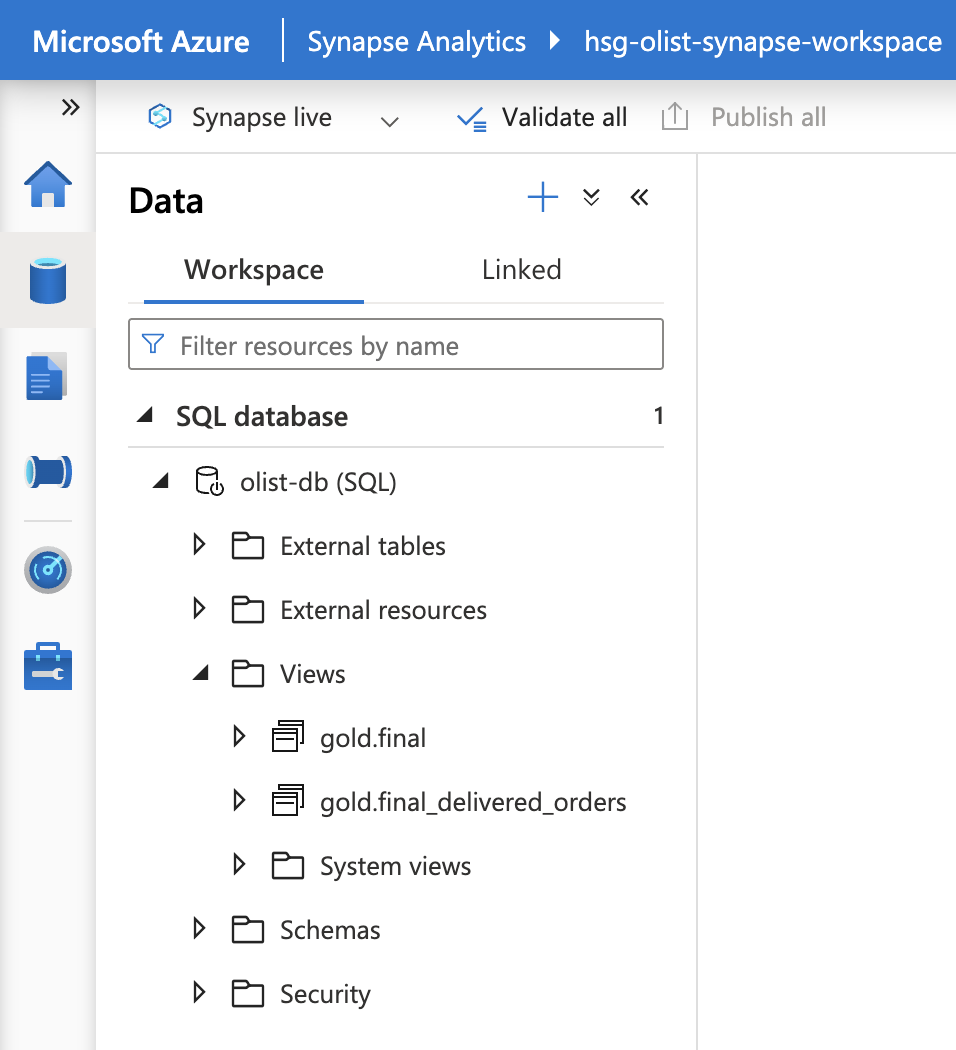 Microsoft Azure Synapse Analytics hsg-olist-synapse-workspace
Synapse live Validate all Publish all
Data
Workspace Linked
Filter resources by name
SQL database 1
olist-db (SQL)
External tables
External resources
Views
gold.final
gold.final_delivered_orders
System views
Schemas
Security